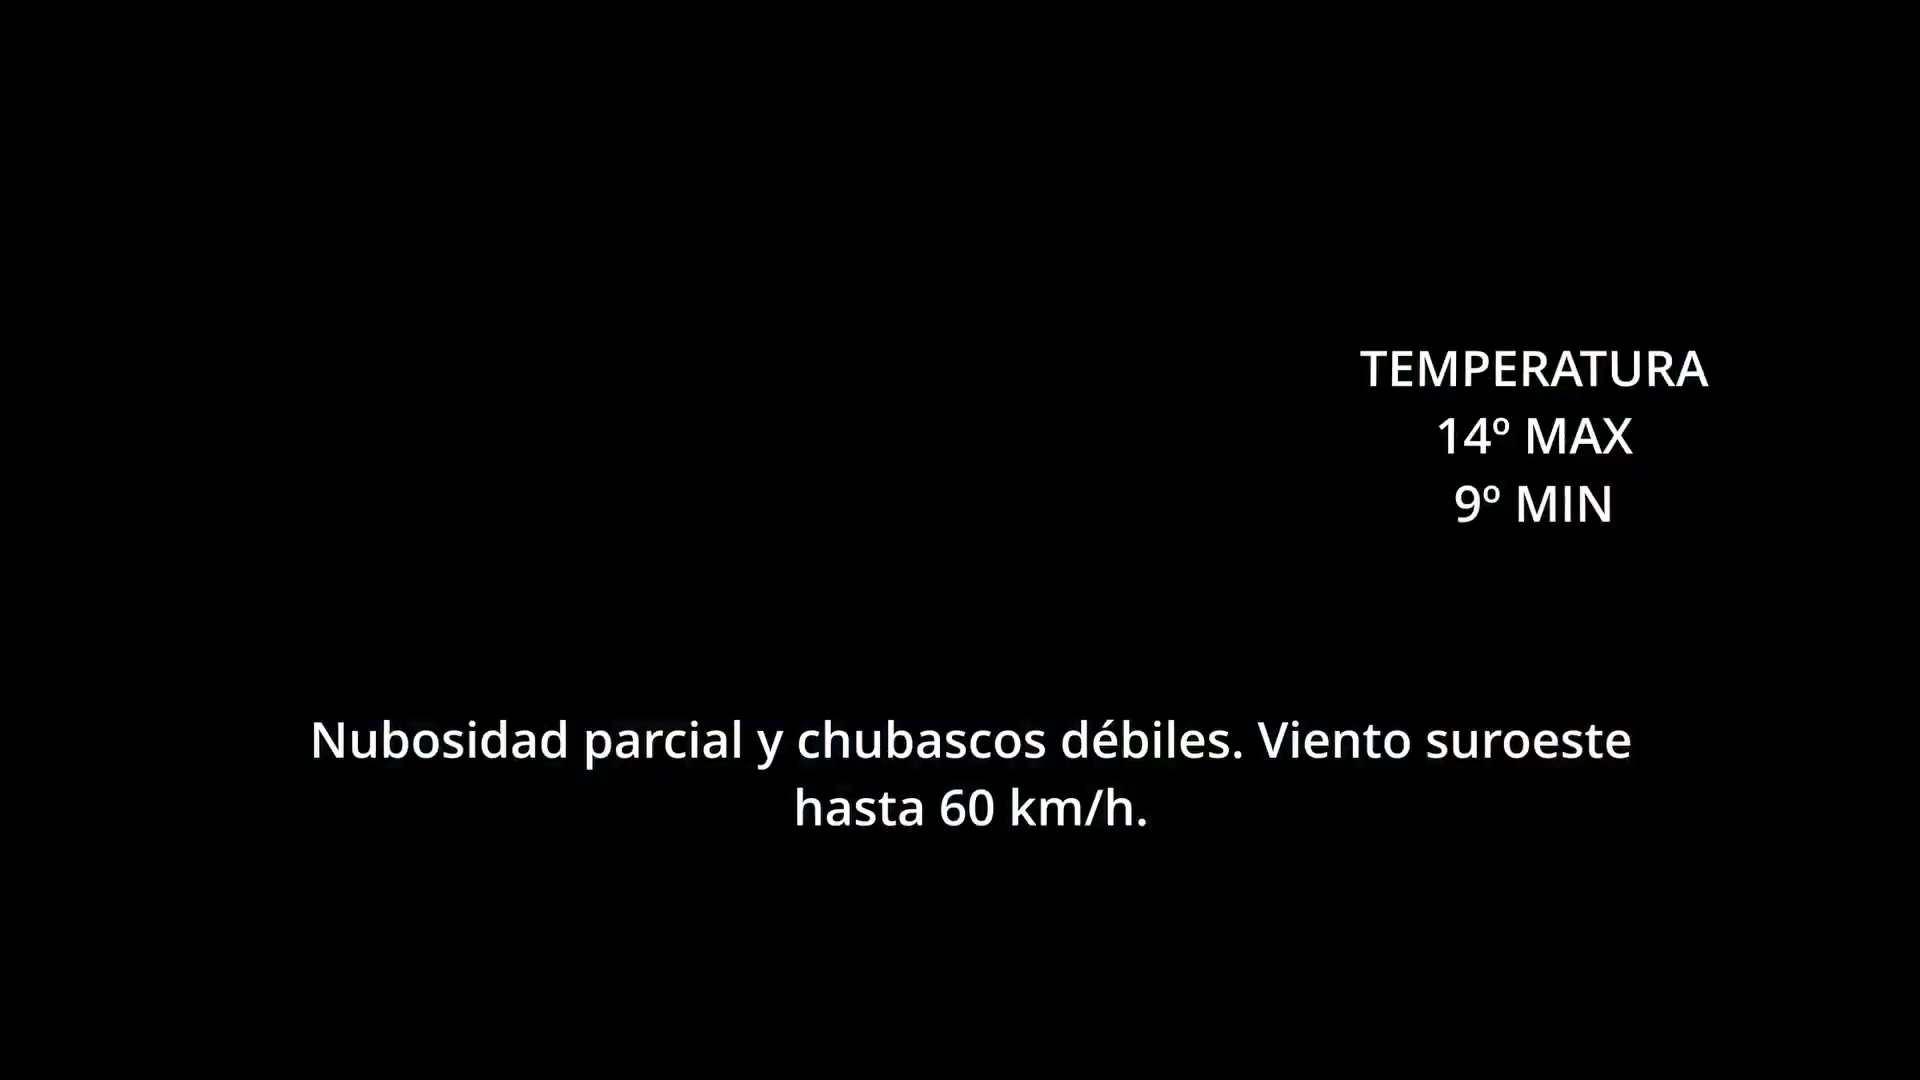 TEMPERATURA
14º MAX
9º MIN
Nubosidad parcial y chubascos débiles. Viento suroeste
hasta 60 km/h.